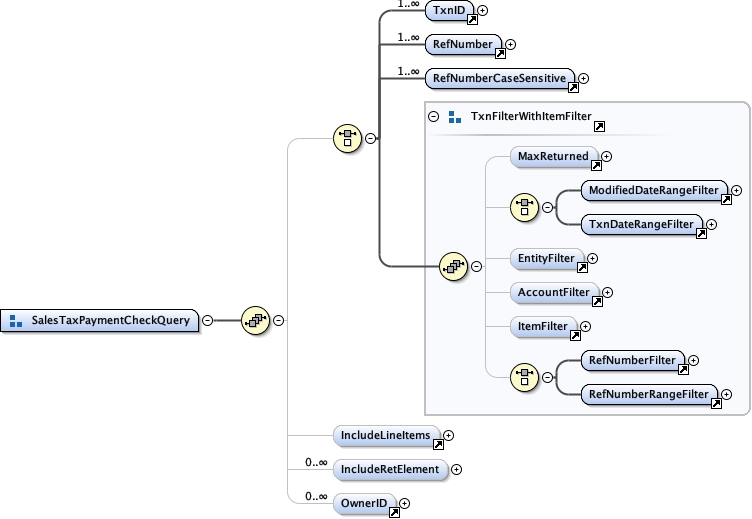 1..∞
TxnID
1..∞
RefNumber
1..∞
RefNumberCaseSensitive
TxnFilterWithItemFilter
MaxReturned
ModifiedDateRangeFilter
TxnDateRangeFilter
EntityFilter
AccountFilter
SalesTaxPaymentCheckQuery
ItemFilter
RefNumberFilter
RefNumberRangeFilter
IncludeLineItems
0..∞
IncludeRetElement
0..∞
OwnerID